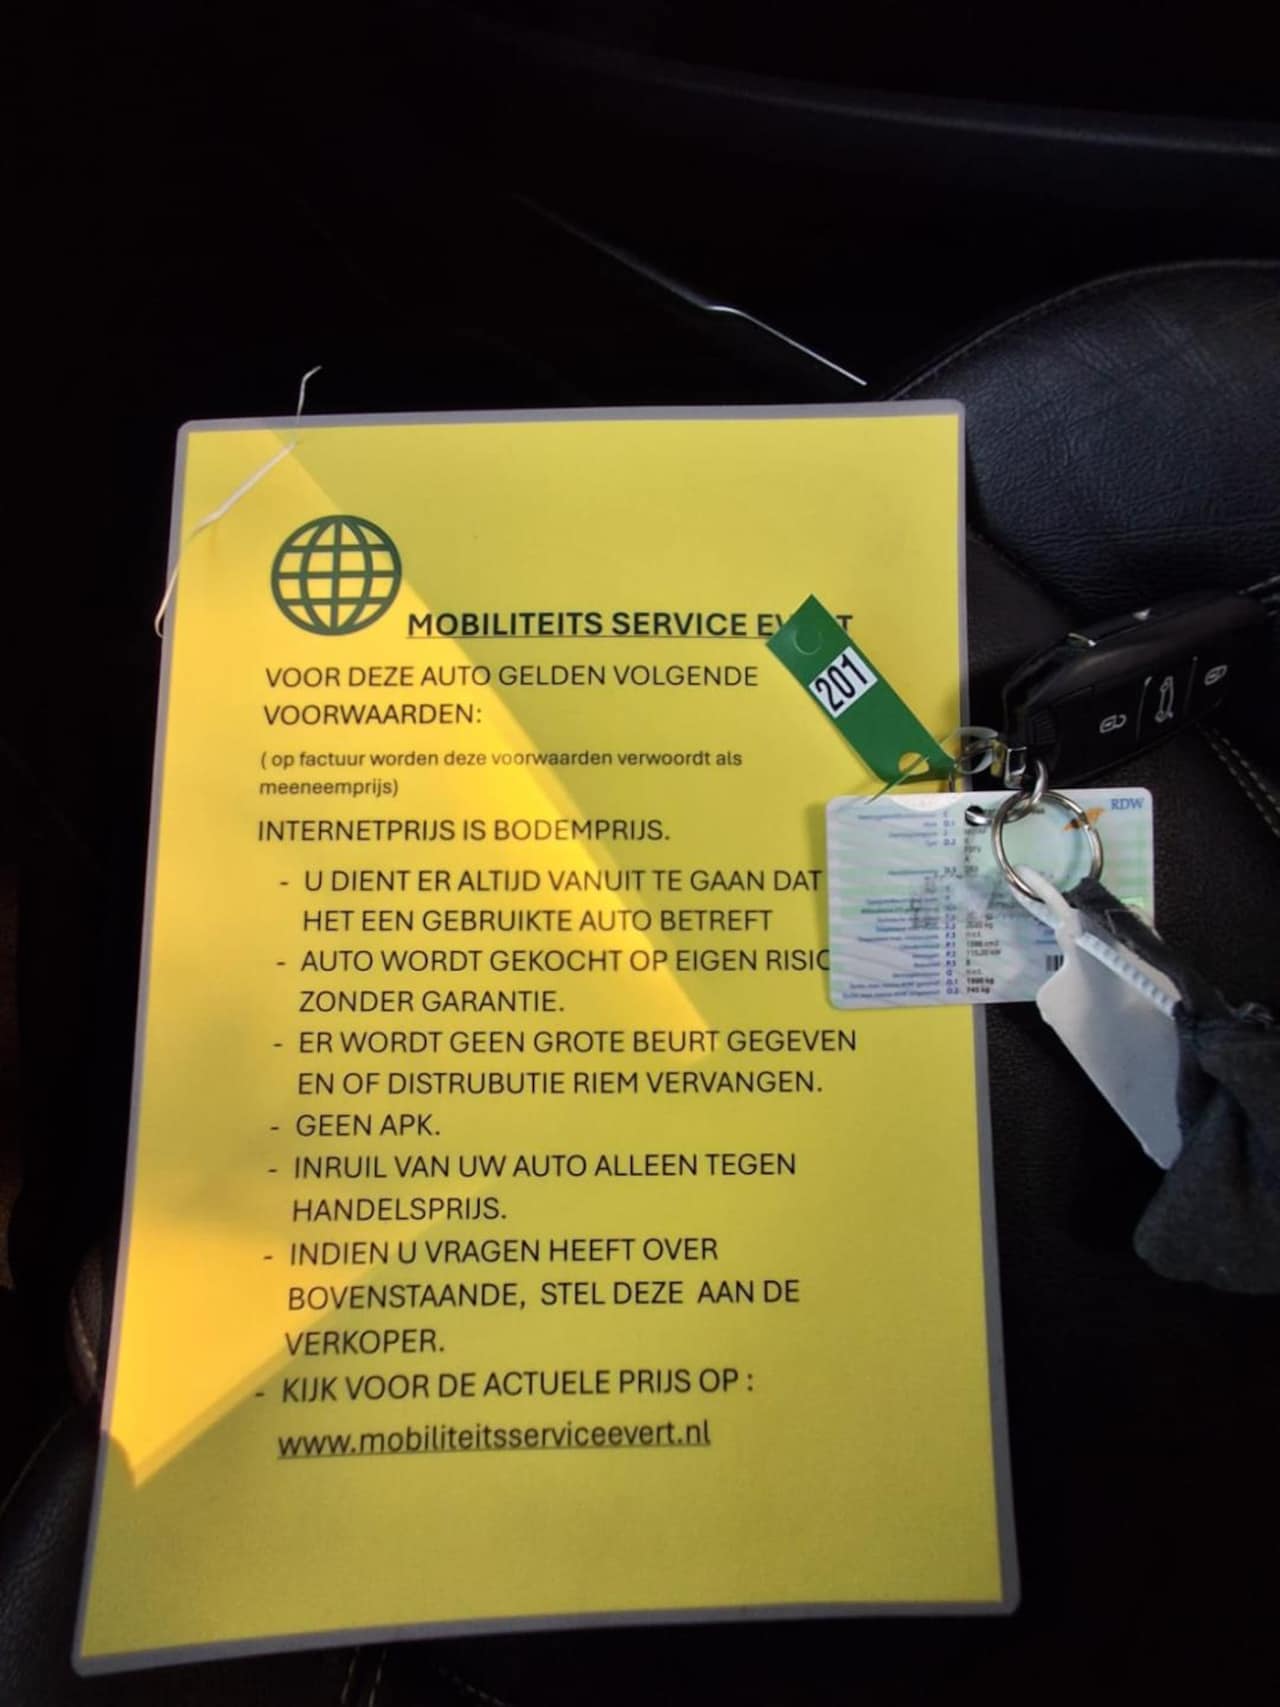 MOBILITEITS SERVICE
VOOR DEZE AUTO GELDEN VOLGENDE
VOORWAARDEN:
( op factuur worden deze voorwaarden verwoordt als
meeneemprijs)
INTERNETPRIJS IS BODEMPRIJS.
- U DIENT ER ALTIJD VANUIT TE GAAN DAT
HET EEN GEBRUIKTE AUTO BETREFT
- AUTO WORDT GEKOCHT OP EIGEN RISIC
ZONDER GARANTIE.
- ER WORDT GEEN GROTE BEURT GEGEVEN
EN OF DISTRUBUTIE RIEM VERVANGEN.
- GEEN APK.
- INRUIL VAN UW AUTO ALLEEN TEGEN
HANDELSPRIJS.
- INDIEN U VRAGEN HEEFT OVER
BOVENSTAANDE, STEL DEZE AAN DE
VERKOPER.
- KIJK VOOR DE ACTUELE PRIJS OP :
www.mobiliteitsserviceevert.nl
201
RDW